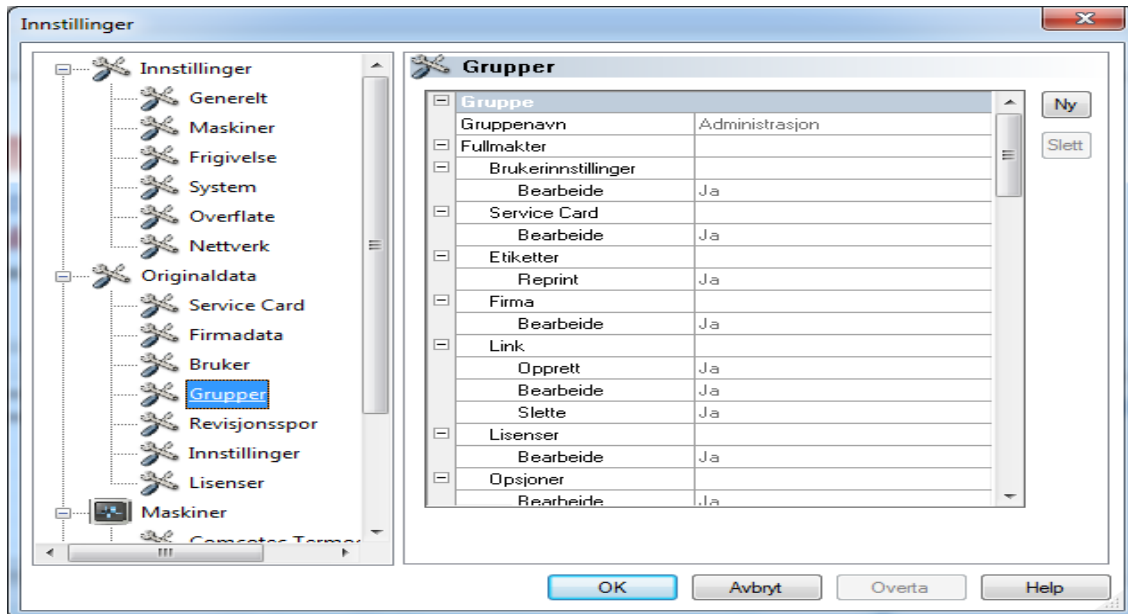 Innstillinger
Innstillinger
Generelt
Maskiner
Frigivelse
System
Overflate
Nettverk
Originaldata
Service Card
Firmadata
Bruker
Grupper
Revisjonsspor
Innstillinger
Lisenser
Maskiner
Grupper
Gruppe
Gruppenavn Administrasjon
Fullmakter
Brukerinnstillinger
Bearbeide Ja
Service Card
Bearbeide Ja
Etiketter
Reprint Ja
Firma
Bearbeide Ja
Link
Opprett Ja
Bearbeide Ja
Slette Ja
Lisenser
Bearbeide Ja
Opsjoner
Bearbeide Ja
Ny
Slett
OK Avbryt Overta Help